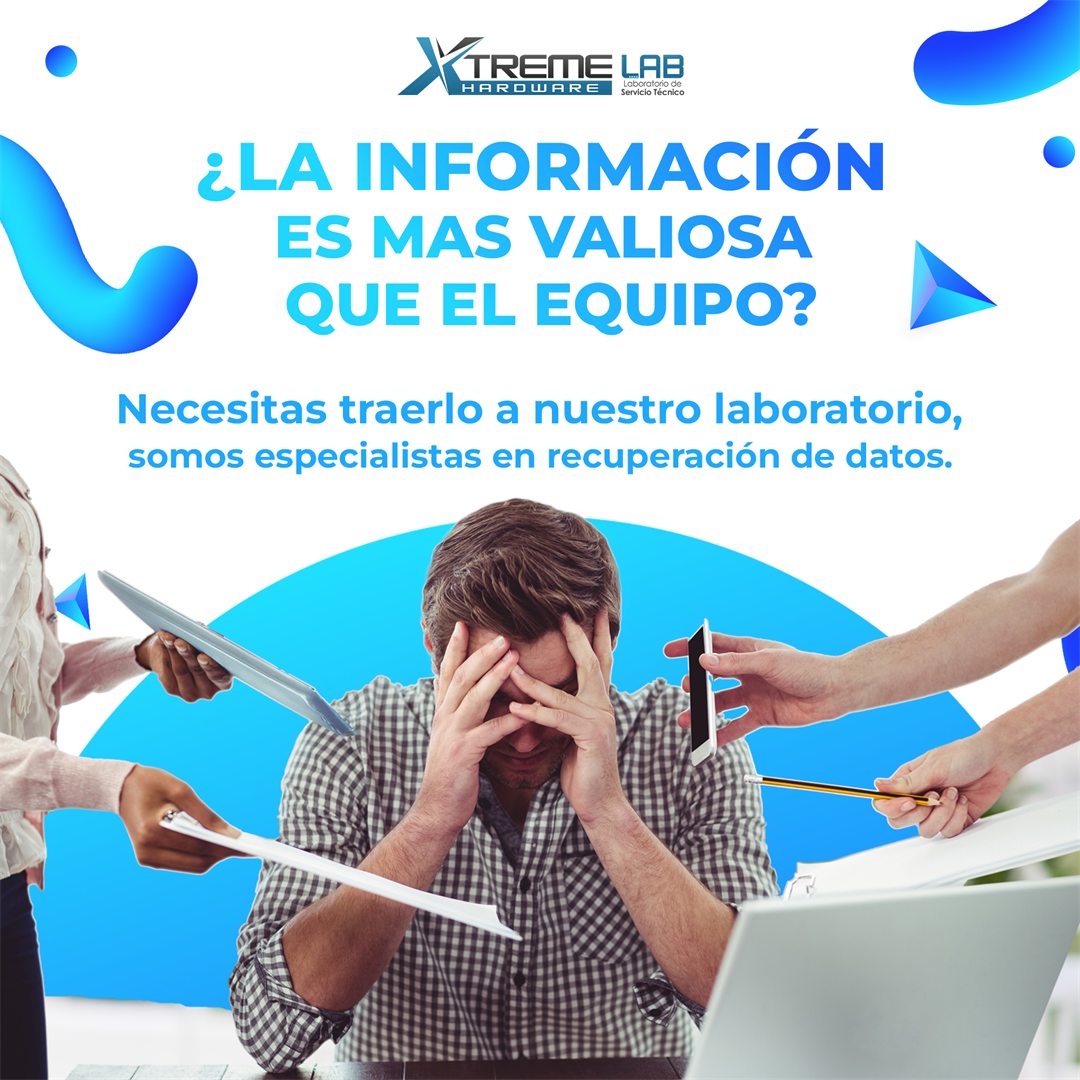 XTREME LAB
HARDWARE
Laboratorio de
Servicio Técnico
¿LA INFORMACIÓN
ES MAS VALIOSA
QUE EL EQUIPO?
Necesitas traerlo a nuestro laboratorio,
somos especialistas en recuperación de datos.